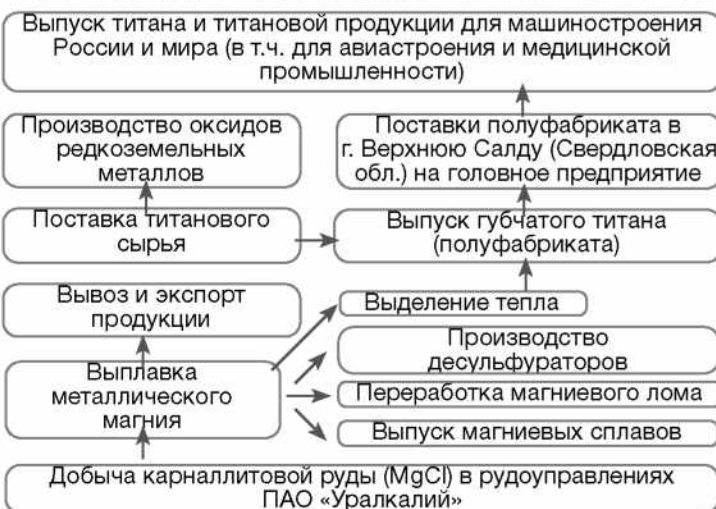 Выпуск титана и титановой продукции для машиностроения
России и мира (в т.ч. для авиастроения и медицинской
промышленности)
Производство оксидов
редкоземельных
металлов
Поставки полуфабриката в
г. Верхнюю Салду (Свердловская
обл.) на головное предприятие
Поставка титанового
сырья
Выпуск губчатого титана
(полуфабриката)
Вывоз и экспорт
продукции
Выделение тепла
Производство
десульфураторов
Выплавка
металлического
магния
Переработка магниевого лома
Выпуск магниевых сплавов
Добыча карналлитовой руды (MgCl) в рудоуправлениях
ПАО «Уралкалий»